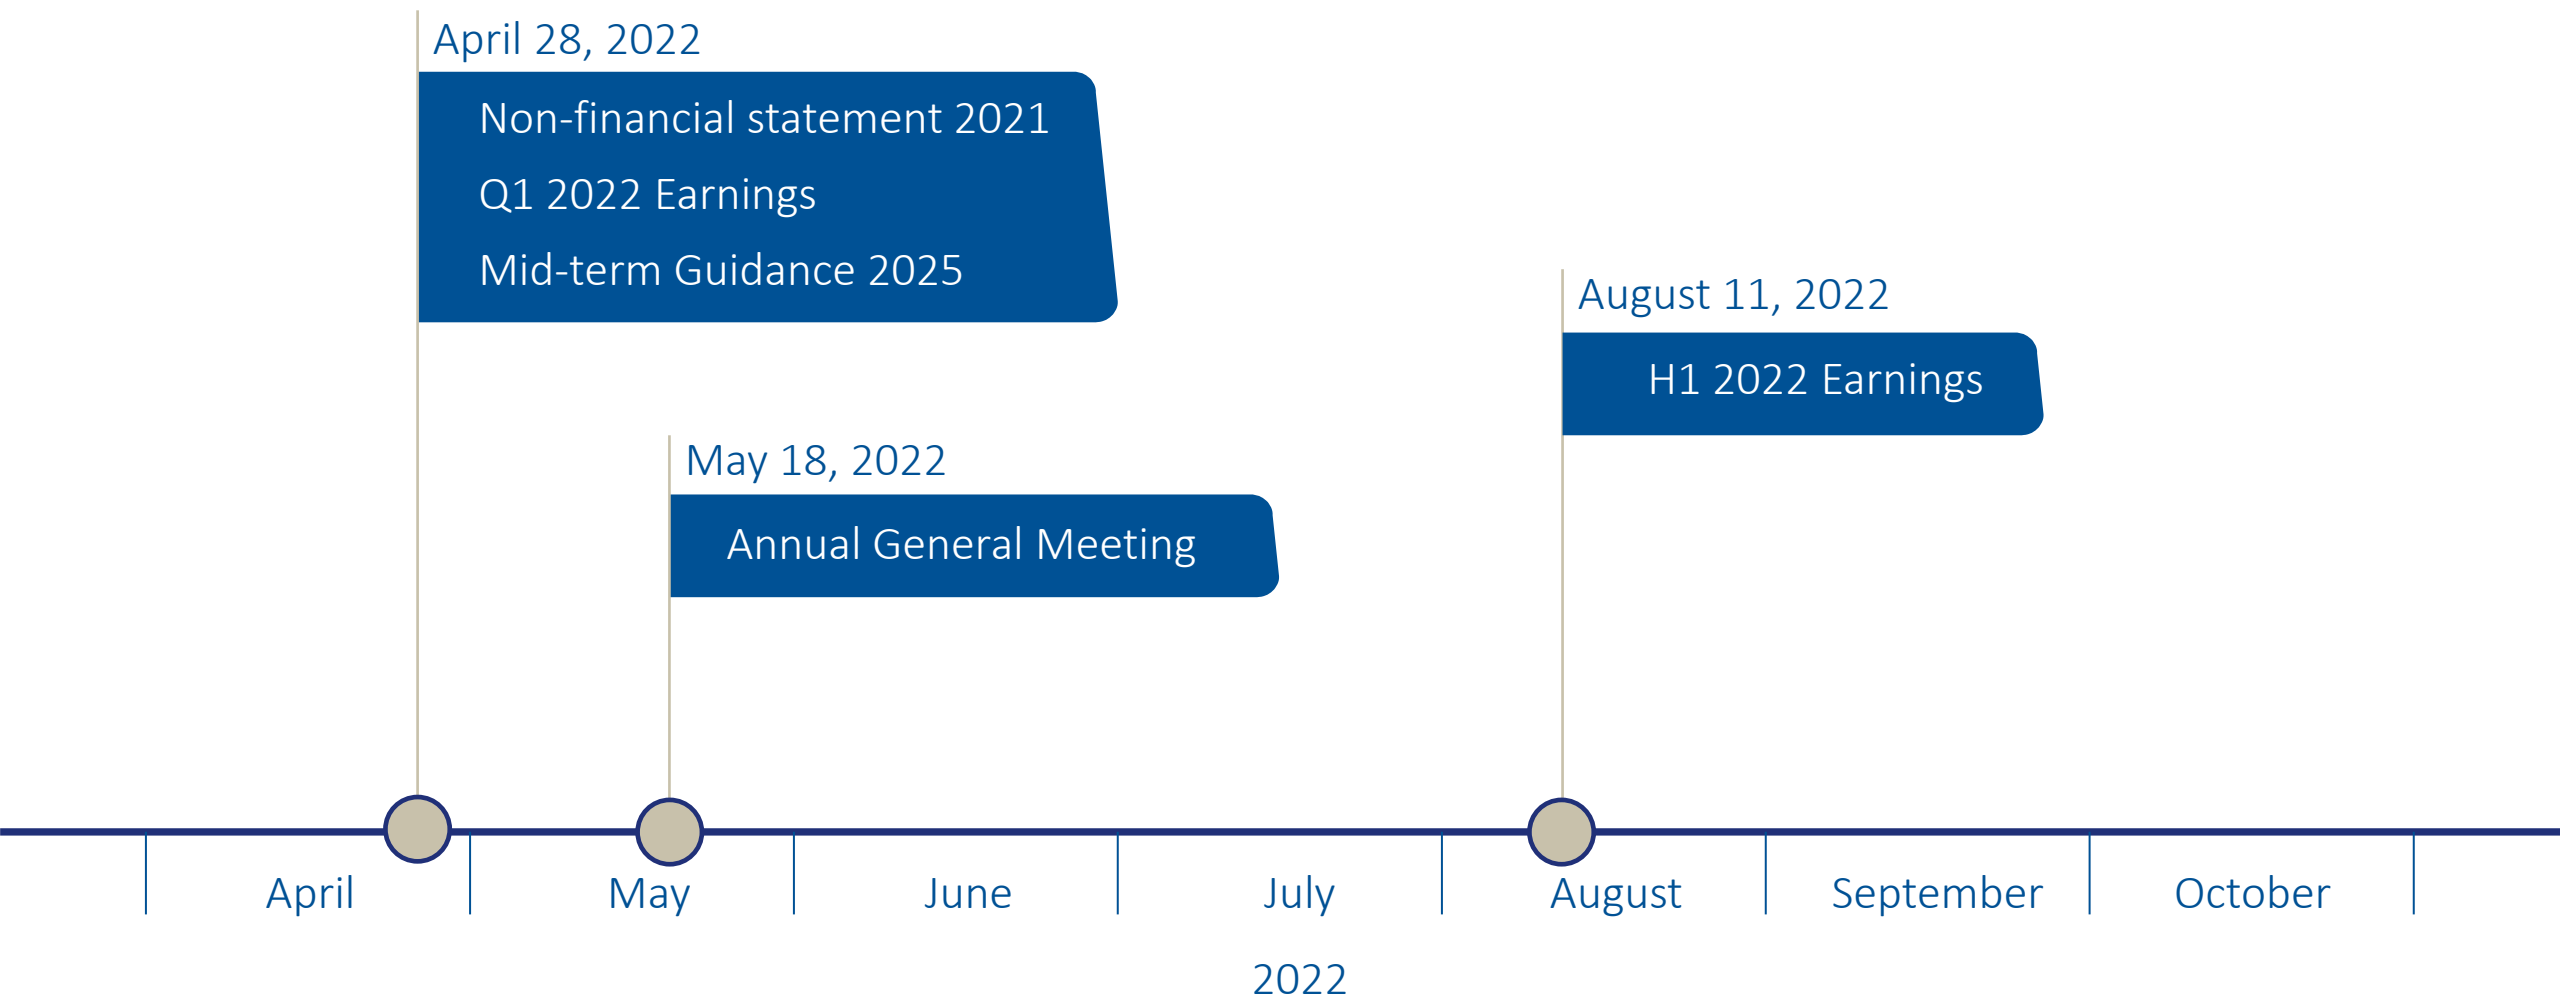 April 28, 2022
Non-financial statement 2021
Q1 2022 Earnings
Mid-term Guidance 2025
August 11, 2022
H1 2022 Earnings
May 18, 2022
Annual General Meeting
April
May
June
July
August
September
October
2022